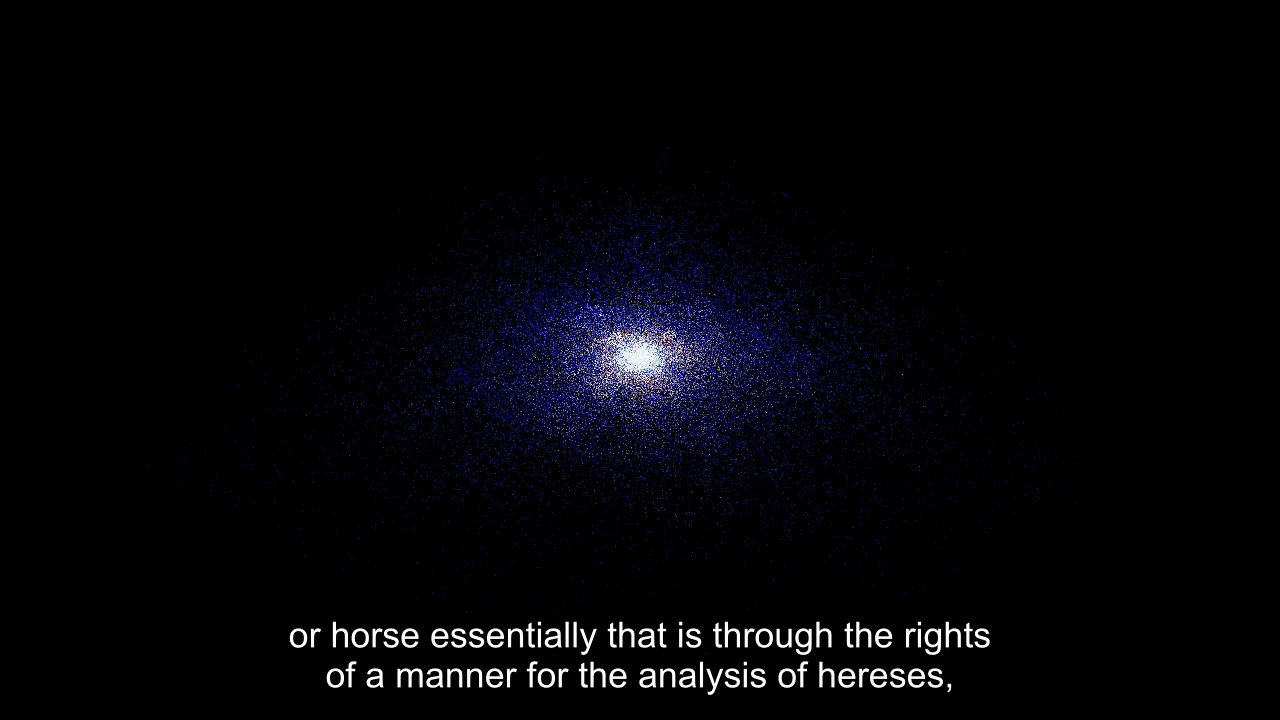 or horse essentially that is through the rights
of a manner for the analysis of hereses,